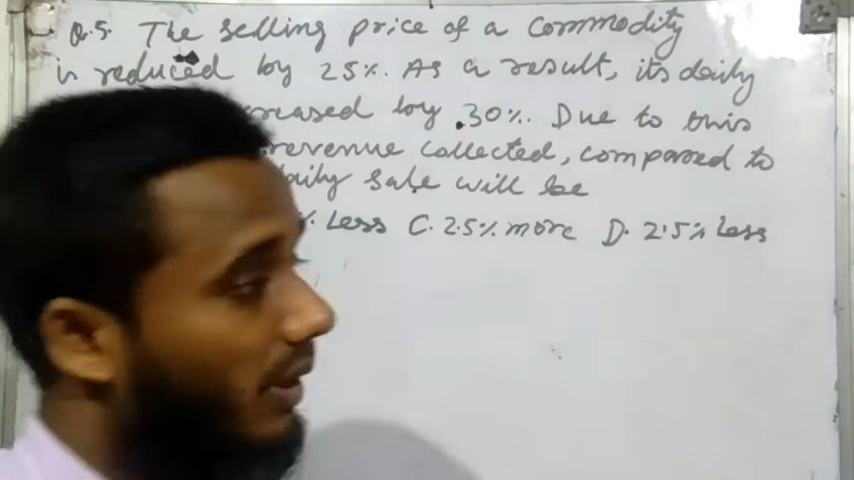 Q.5. The selling price of a commodity
is reduced by 25%. As a result, its daily
by 30%. Due to this
revenue collected, compared to
daily sale will be
% Less C. 2.5% more D. 2.5% Less